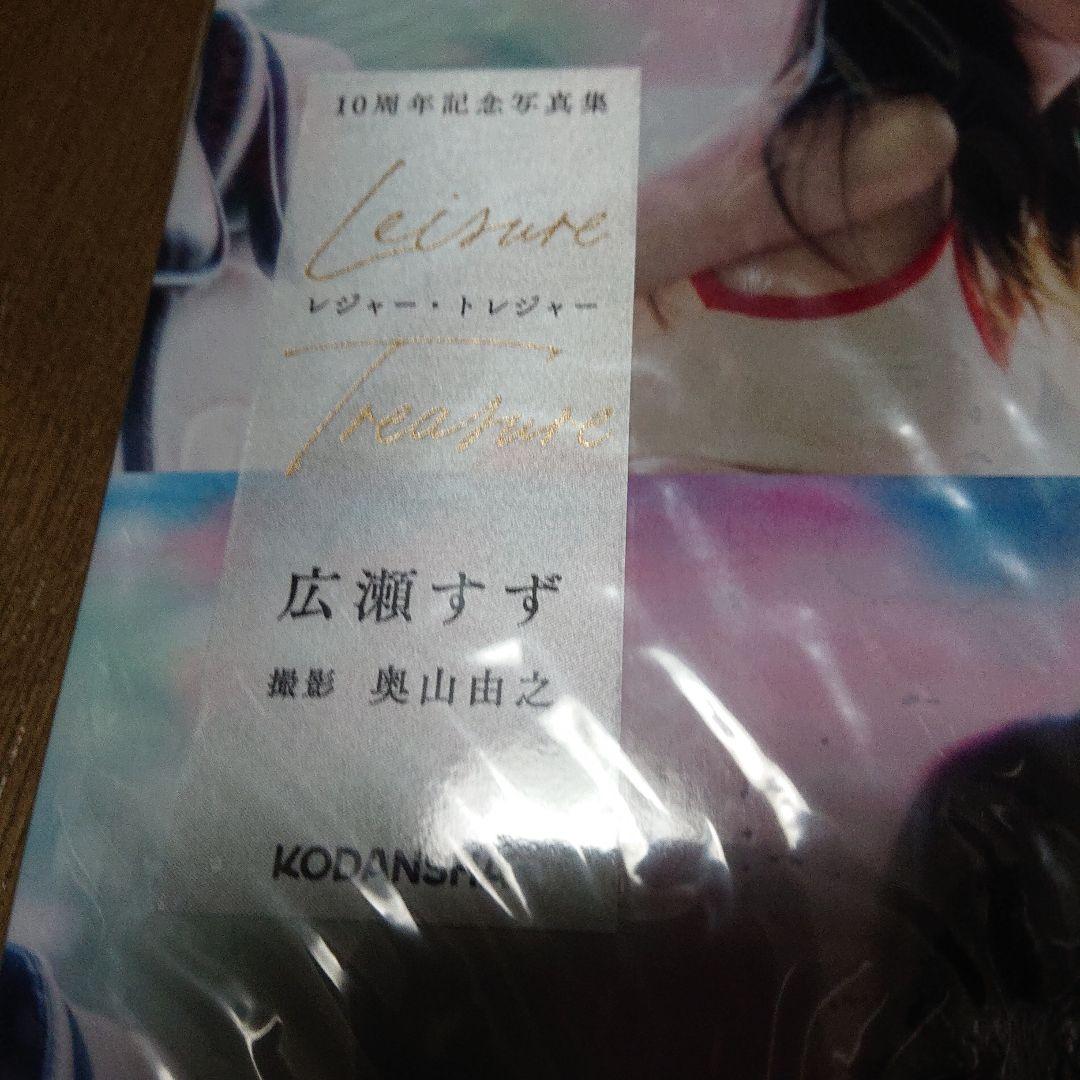 10周年記念写真集
Leisure
レジャー・トレジャー
Treasure
広瀬すず
撮影 奥山由之
KODANSHA